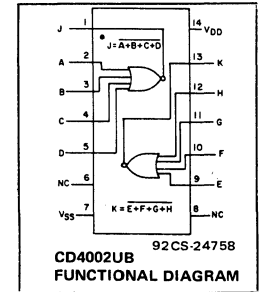 J 1 14 VDD
J=A+B+C+D
A 2 13 K
B 3 12 H
C 4 11 G
D 5 10 F
NC 6 9 E
VSS 7 K=E+F+G+H 8 NC
92CS-24758
CD4002UB
FUNCTIONAL DIAGRAM